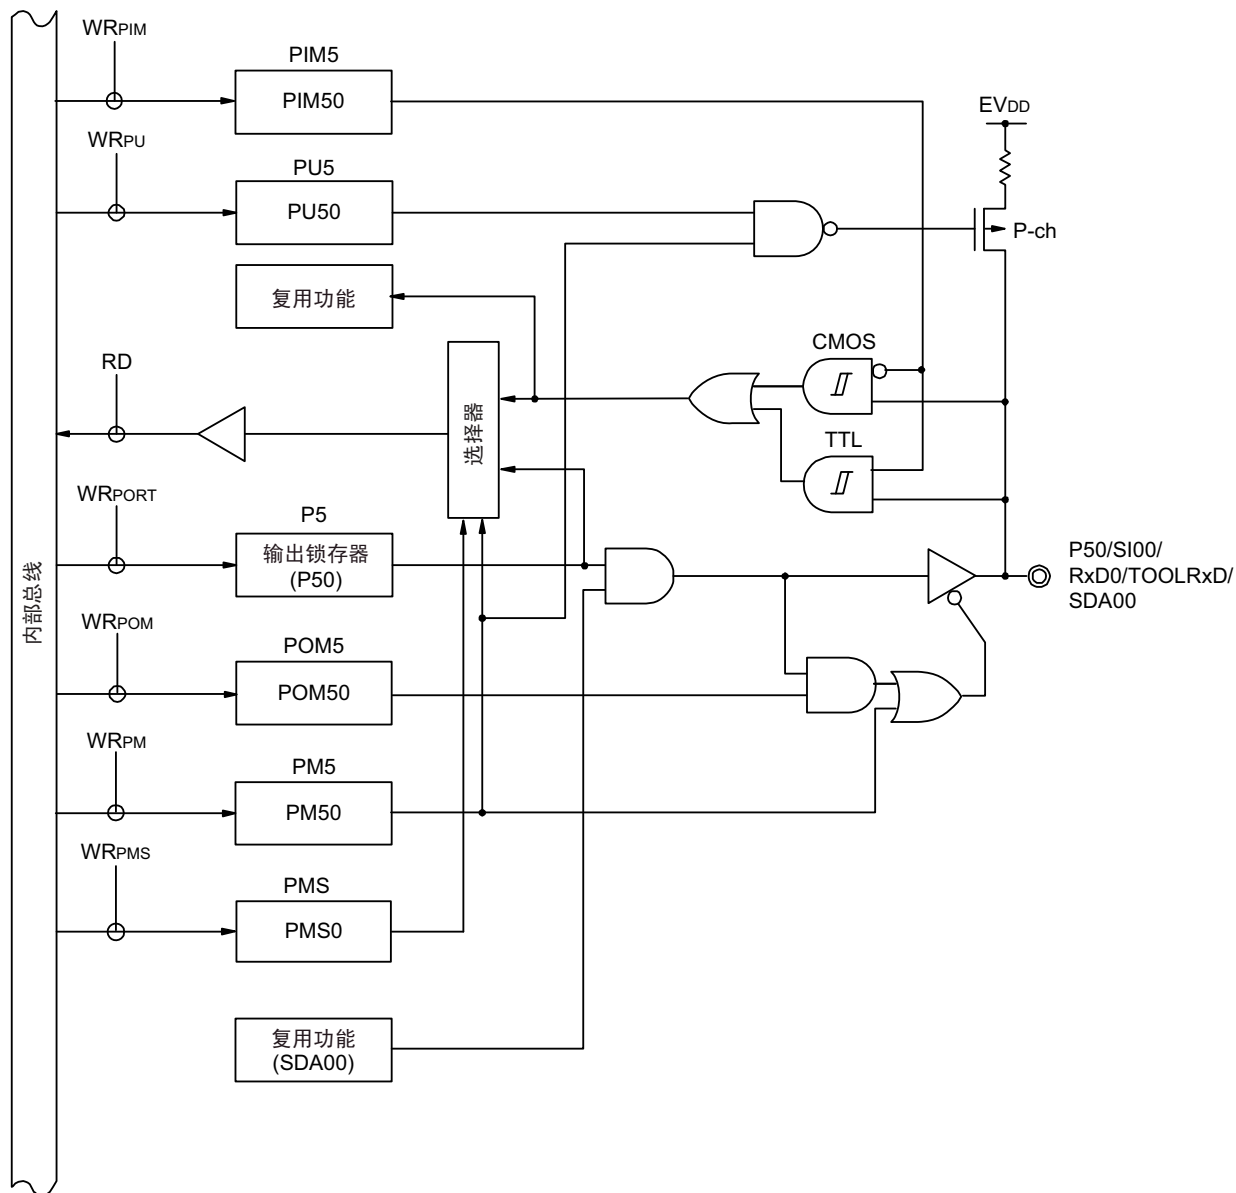 WRPIM
PIM5
PIM50
EVDD
WRPU
PU5
PU50
P-ch
复用功能
CMOS
RD
选择器
TTL
WRPORT
P5
输出锁存器
(P50)
P50/SI00/
RxD0/TOOLRxD/
SDA00
内部总线
WRPOM
POM5
POM50
WRPM
PM5
PM50
WRPMS
PMS
PMS0
复用功能
(SDA00)